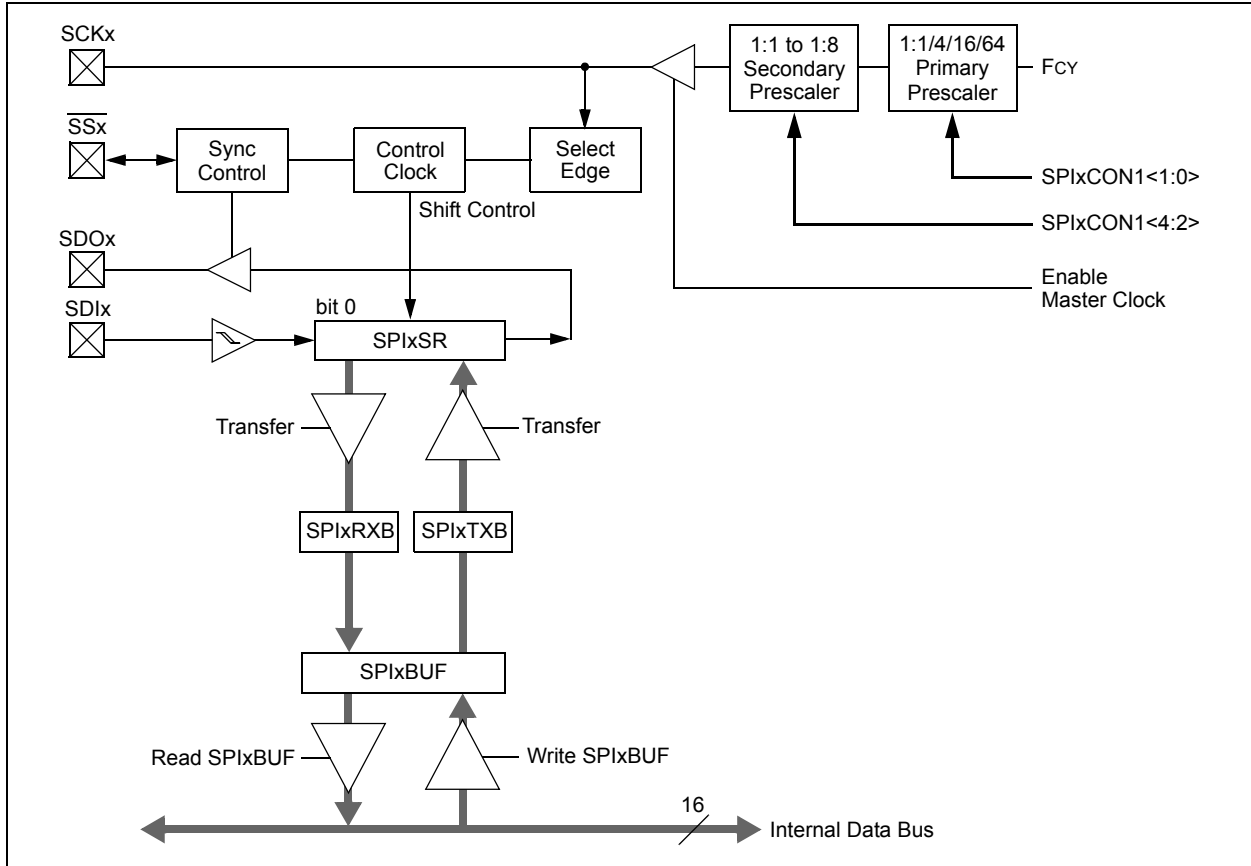 SCKx
1:1 to 1:8
Secondary
Prescaler
1:1/4/16/64
Primary
Prescaler
FCY
SSx
Sync
Control
Control
Clock
Select
Edge
SPIxCON1<1:0>
Shift Control
SPIxCON1<4:2>
SDOx
Enable
Master Clock
SDIx
bit 0
SPIxSR
Transfer
Transfer
SPIxRXB
SPIxTXB
SPIxBUF
Read SPIxBUF
Write SPIxBUF
16
Internal Data Bus